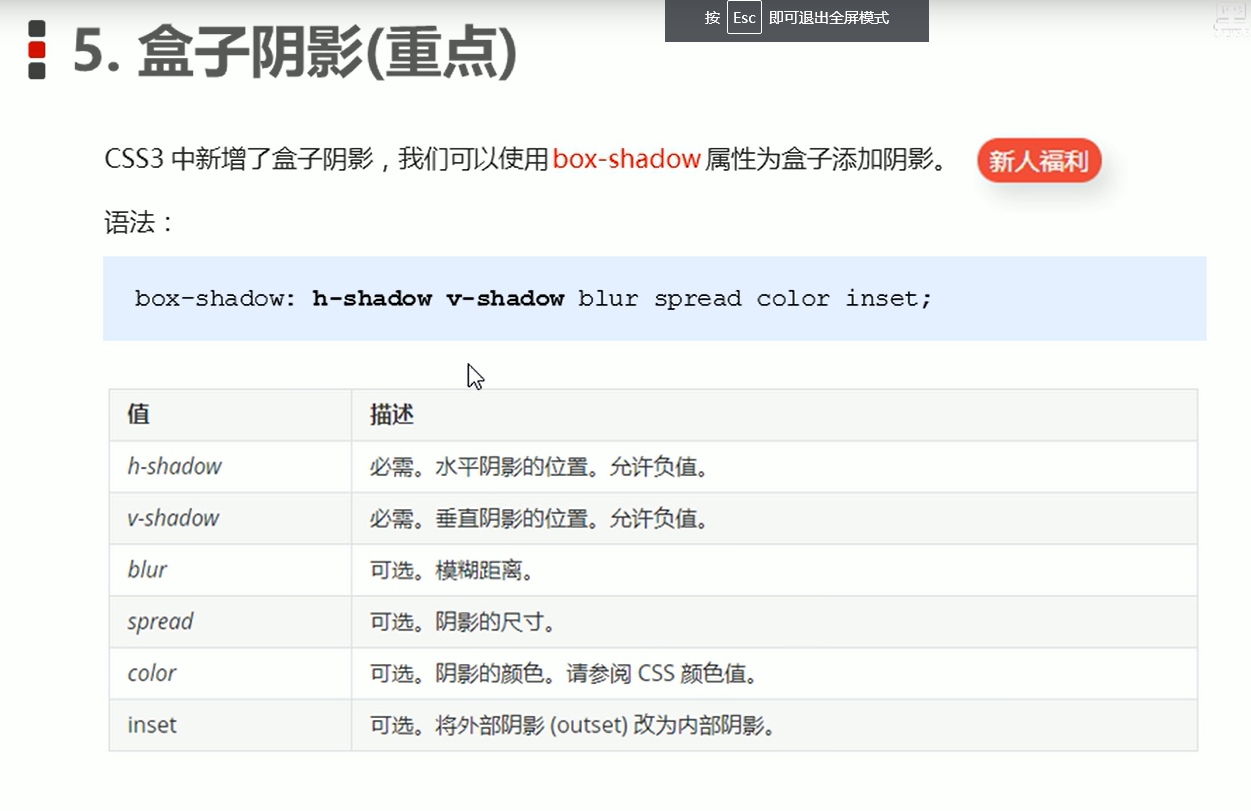 按 Esc 即可退出全屏模式
5. 盒子阴影(重点)
CSS3 中新增了盒子阴影，我们可以使用box-shadow属性为盒子添加阴影。 新人福利
语法：
box-shadow: h-shadow v-shadow blur spread color inset;
值 描述
h-shadow 必需。水平阴影的位置。允许负值。
v-shadow 必需。垂直阴影的位置。允许负值。
blur 可选。模糊距离。
spread 可选。阴影的尺寸。
color 可选。阴影的颜色。请参阅 CSS 颜色值。
inset 可选。将外部阴影 (outset) 改为内部阴影。